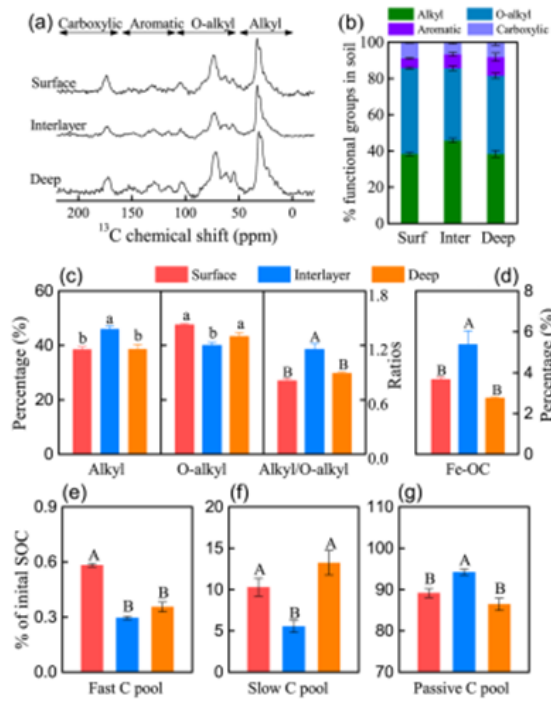 (a) Carboxylic Aromatic O-alkyl Alkyl
Surface
Interlayer
Deep
200 150 100 50 0
¹³C chemical shift (ppm)
Alkyl O-alkyl
Aromatic Carboxylic
100
80
60
40
20
0
% functional groups in soil
(b)
Surf Inter Deep
(c) Surface Interlayer Deep (d)
60
40
20
0
Percentage (%)
b a b
a b a
B A B
1.8
1.2
0.6
0.0
Ratios
Alkyl O-alkyl Alkyl/O-alkyl
B A B
8
6
4
2
0
Percentage (%)
Fe-OC
(e)
0.9
0.6
0.3
0.0
% of inital SOC
A B B
Fast C pool
(f)
20
15
10
5
0
A B A
Slow C pool
(g)
100
90
80
70
B A B
Passive C pool